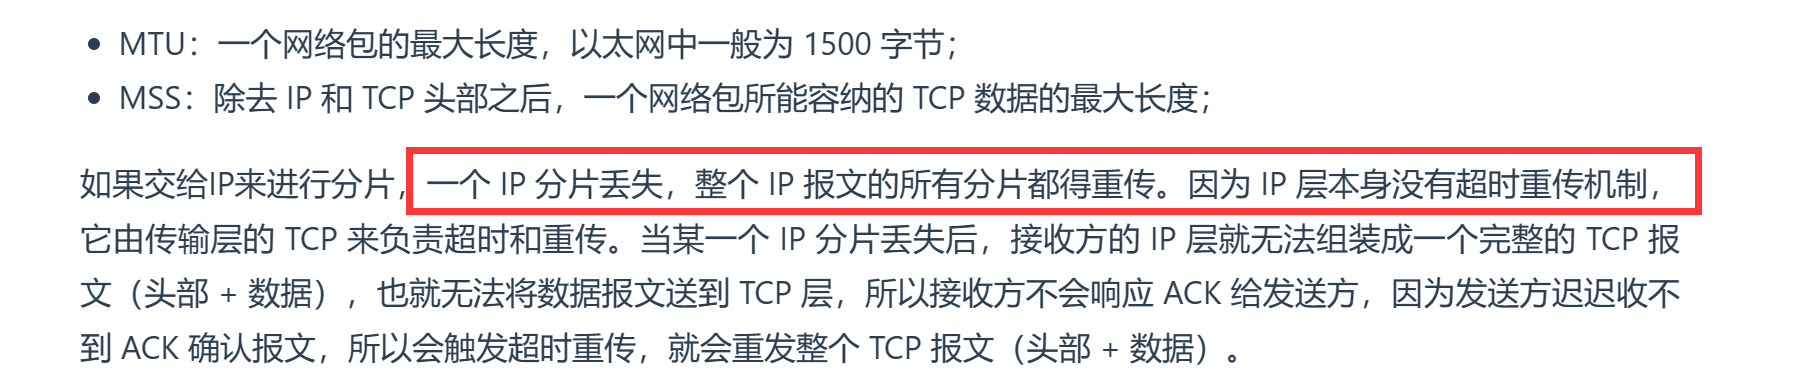 • MTU：一个网络包的最大长度，以太网中一般为 1500 字节；
• MSS：除去 IP 和 TCP 头部之后，一个网络包所能容纳的 TCP 数据的最大长度；
如果交给IP来进行分片，一个 IP 分片丢失，整个 IP 报文的所有分片都得重传。因为 IP 层本身没有超时重传机制，
它由传输层的 TCP 来负责超时和重传。当某一个 IP 分片丢失后，接收方的 IP 层就无法组装成一个完整的 TCP 报
文（头部 + 数据），也就无法将数据报文送到 TCP 层，所以接收方不会响应 ACK 给发送方，因为发送方迟迟收不
到 ACK 确认报文，所以会触发超时重传，就会重发整个 TCP 报文（头部 + 数据）。